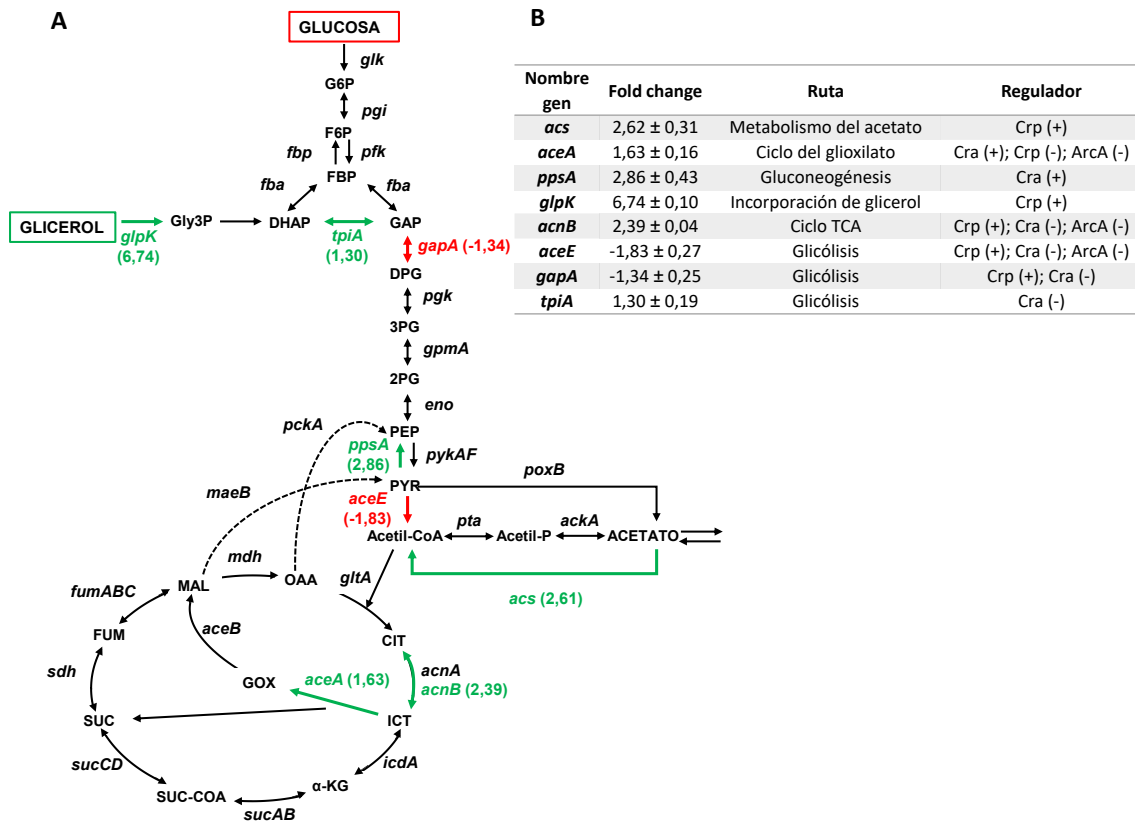 A
GLUCOSA
glk
G6P
pgi
F6P
fbp
pfk
FBP
fba
fba
GLICEROL
glpK
(6,74)
Gly3P
DHAP
tpiA
(1,30)
GAP
gapA (-1,34)
DPG
pgk
3PG
gpmA
2PG
eno
pckA
PEP
ppsA
(2,86)
pykAF
poxB
maeB
PYR
aceE
(-1,83)
pta
ackA
Acetil-CoA
Acetil-P
ACETATO
mdh
gltA
acs (2,61)
MAL
OAA
fumABC
aceB
FUM
CIT
acnA
acnB (2,39)
sdh
GOX
aceA (1,63)
SUC
ICT
sucCD
icdA
α-KG
SUC-COA
sucAB
B
Nombre gen Fold change Ruta Regulador
acs 2,62 ± 0,31 Metabolismo del acetato Crp (+)
aceA 1,63 ± 0,16 Ciclo del glioxilato Cra (+); Crp (-); ArcA (-)
ppsA 2,86 ± 0,43 Gluconeogénesis Cra (+)
glpK 6,74 ± 0,10 Incorporación de glicerol Crp (+)
acnB 2,39 ± 0,04 Ciclo TCA Crp (+); Cra (-); ArcA (-)
aceE -1,83 ± 0,27 Glicólisis Crp (+); Cra (-); ArcA (-)
gapA -1,34 ± 0,25 Glicólisis Crp (+); Cra (-)
tpiA 1,30 ± 0,19 Glicólisis Cra (-)